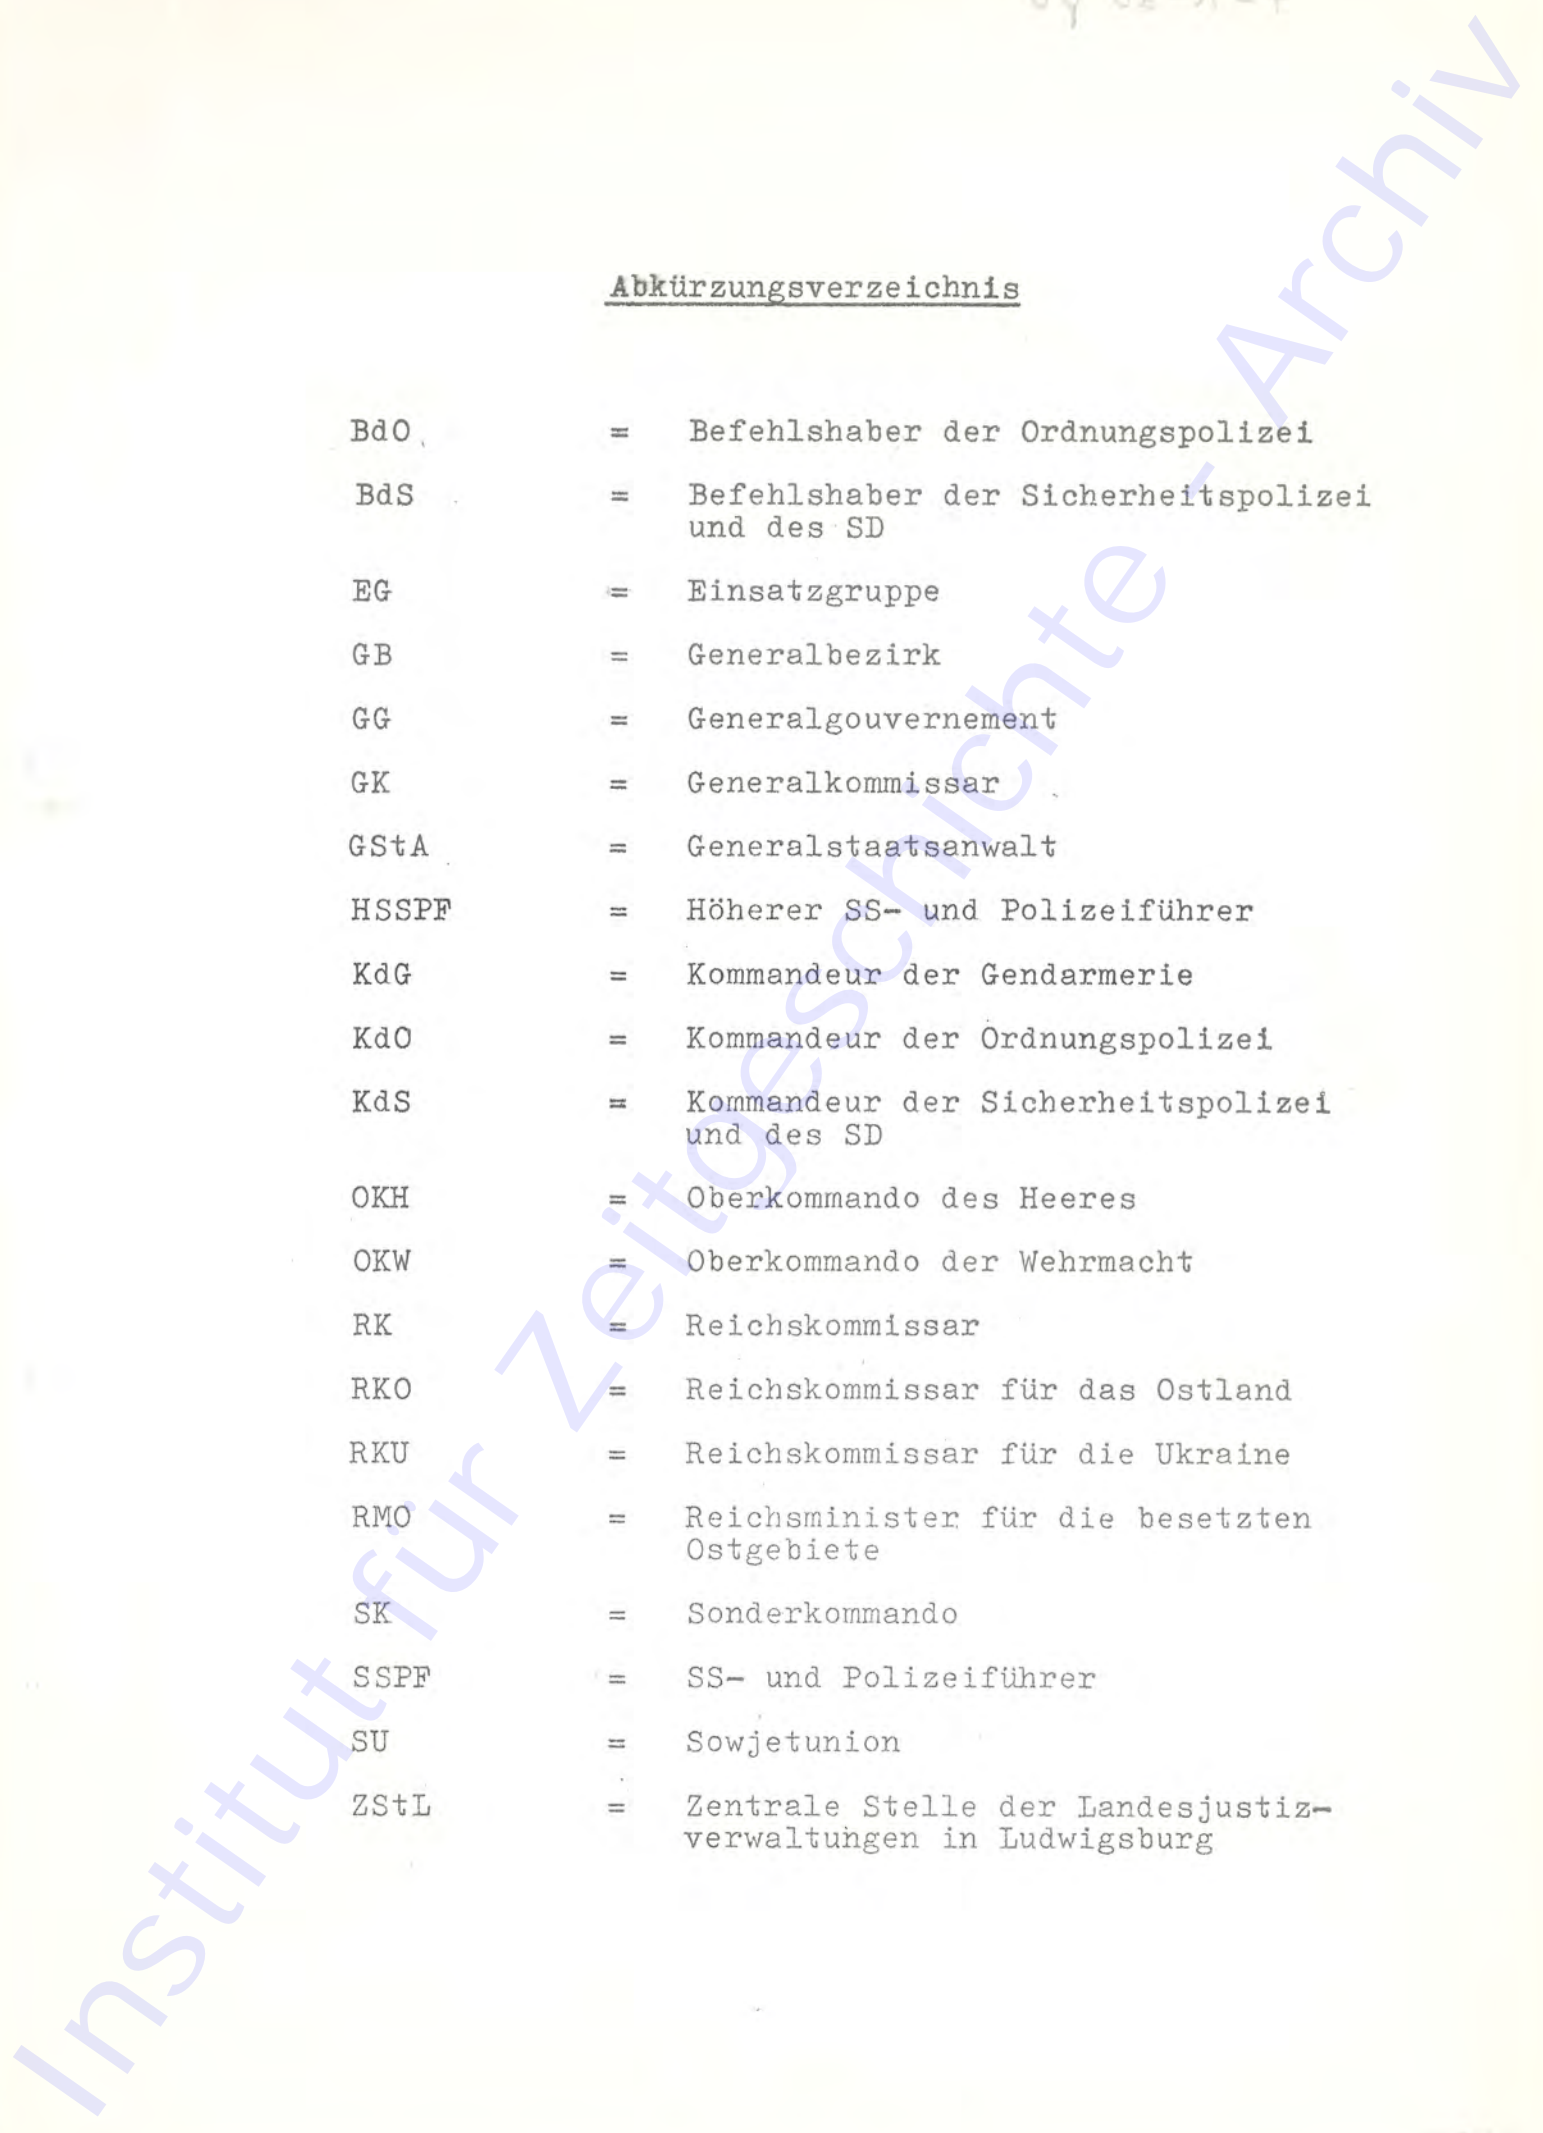 Abkürzungsverzeichnis
BdO = Befehlshaber der Ordnungspolizei
BdS = Befehlshaber der Sicherheitspolizei
und des SD
EG = Einsatzgruppe
GB = Generalbezirk
GG = Generalgouvernement
GK = Generalkommissar
GStA = Generalstaatsanwalt
HSSPF = Höherer SS- und Polizeiführer
KdG = Kommandeur der Gendarmerie
KdO = Kommandeur der Ordnungspolizei
KdS = Kommandeur der Sicherheitspolizei
und des SD
OKH = Oberkommando des Heeres
OKW = Oberkommando der Wehrmacht
RK = Reichskommissar
RKO = Reichskommissar für das Ostland
RKU = Reichskommissar für die Ukraine
RMO = Reichsminister für die besetzten
Ostgebiete
SK = Sonderkommando
SSPF = SS- und Polizeiführer
SU = Sowjetunion
ZStL = Zentrale Stelle der Landesjustiz-
verwaltungen in Ludwigsburg
Institut für Zeitgeschichte - Archiv